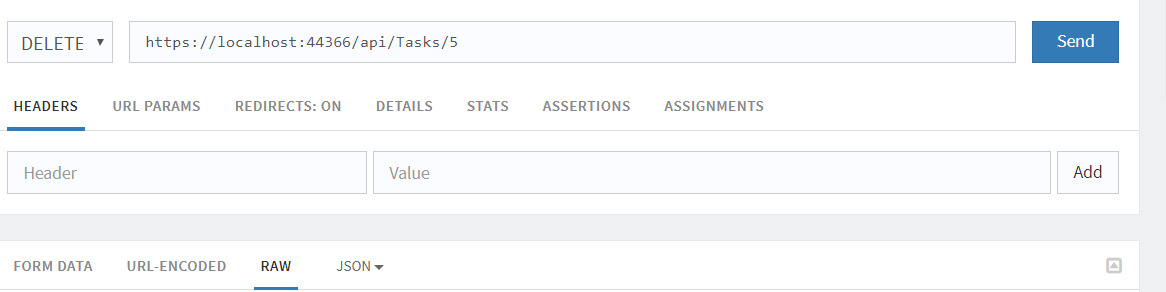 DELETE https://localhost:44366/api/Tasks/5 Send
HEADERS URL PARAMS REDIRECTS: ON DETAILS STATS ASSERTIONS ASSIGNMENTS
Header Value Add
FORM DATA URL-ENCODED RAW JSON